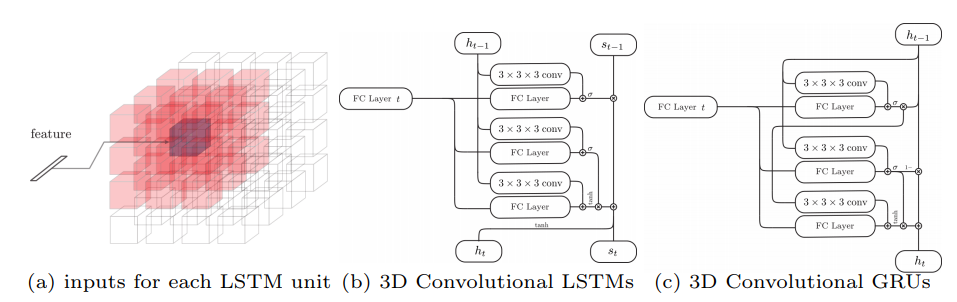 feature
(a) inputs for each LSTM unit
h_{t-1}
s_{t-1}
3 × 3 × 3 conv
FC Layer t
FC Layer
σ
3 × 3 × 3 conv
FC Layer
σ
3 × 3 × 3 conv
FC Layer
tanh
tanh
h_t
s_t
(b) 3D Convolutional LSTMs
h_{t-1}
3 × 3 × 3 conv
FC Layer t
FC Layer
σ
3 × 3 × 3 conv
FC Layer
σ
1−
3 × 3 × 3 conv
FC Layer
tanh
h_t
(c) 3D Convolutional GRUs